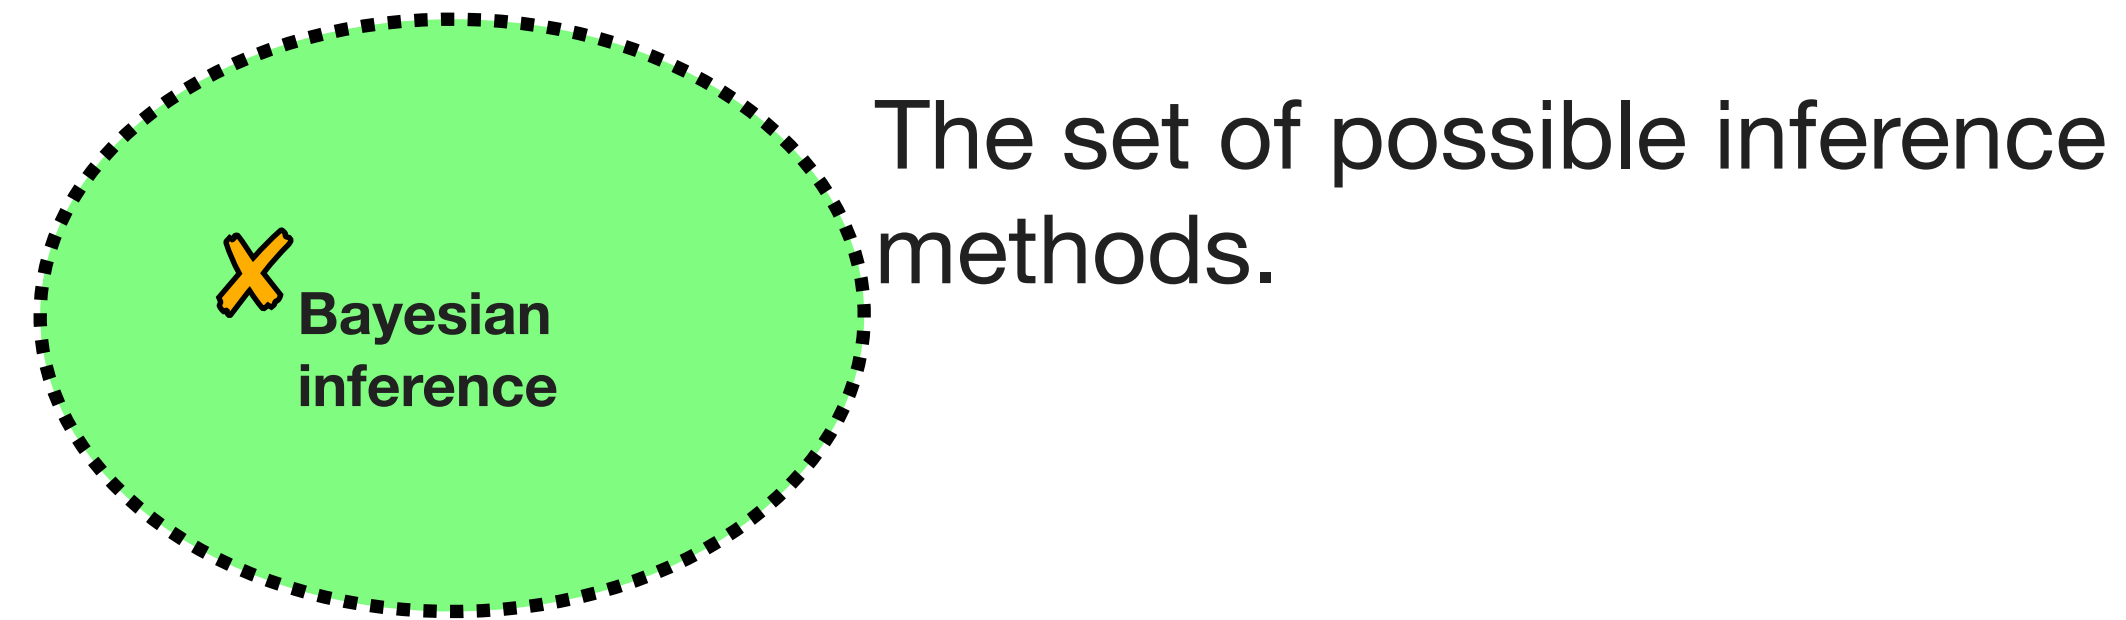 The set of possible inference
methods.
Bayesian
inference